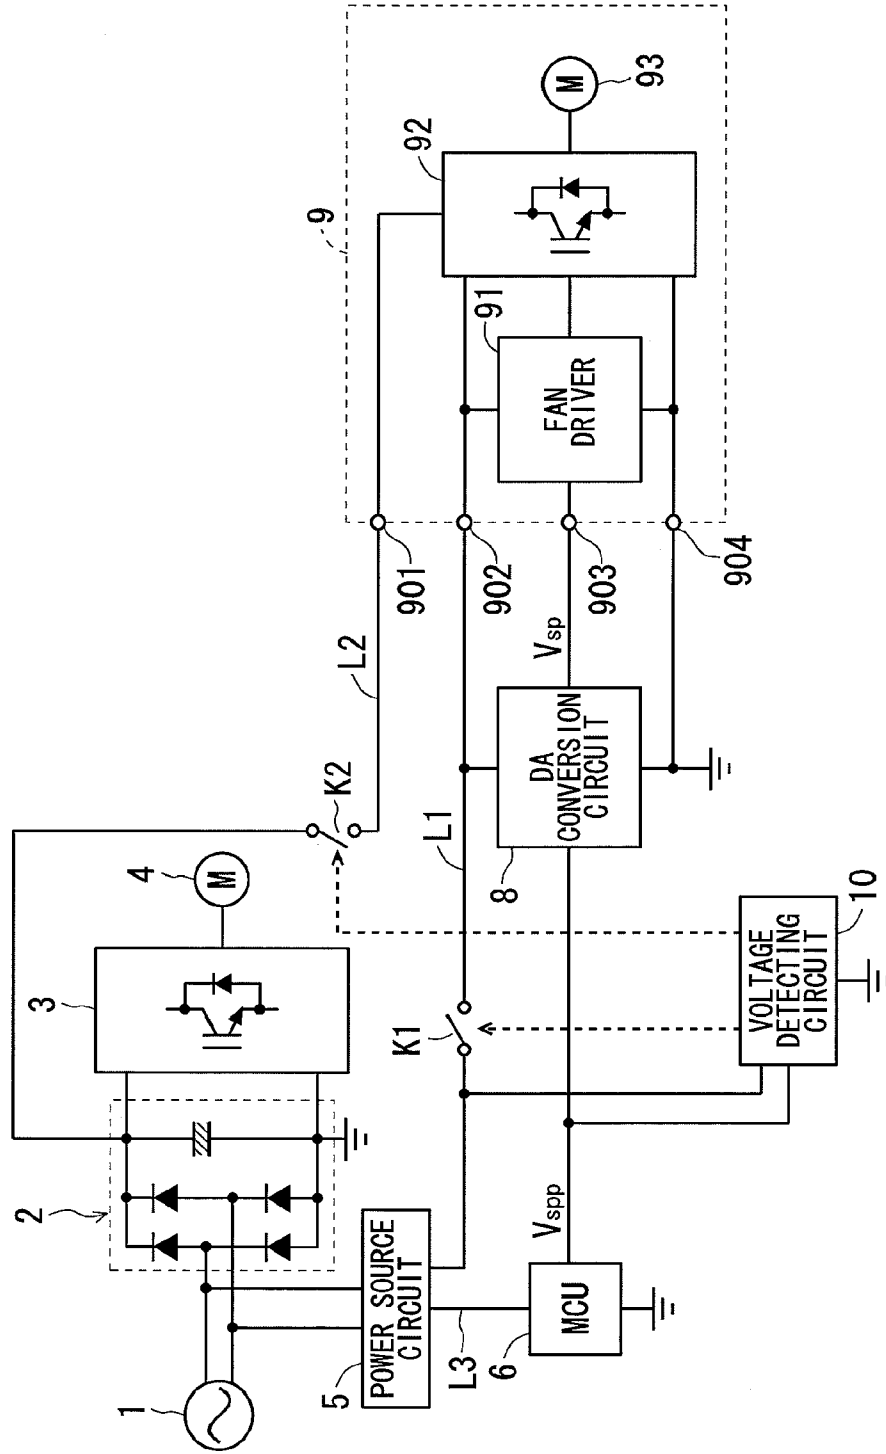 1
2
3
4
M
K2
L2
9
92
M
93
5
POWER SOURCE
CIRCUIT
L3
6
MCU
Vspp
K1
L1
8
DA
CONVERSION
CIRCUIT
Vsp
901
902
903
904
91
FAN
DRIVER
VOLTAGE
DETECTING
CIRCUIT
10